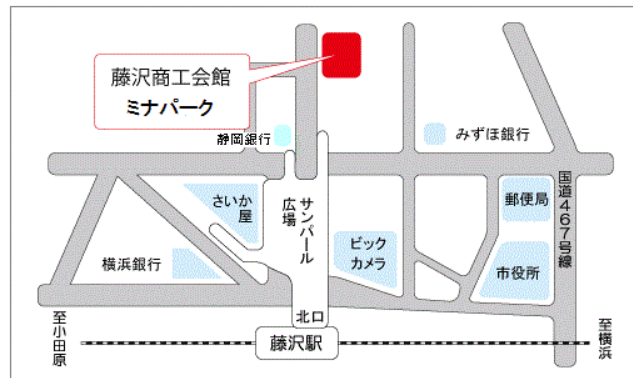 藤沢商工会館
ミナパーク
静岡銀行
みずほ銀行
さいか
屋
サンパール
広場
ビック
カメラ
郵便局
市役所
国道467号線
横浜銀行
北口
藤沢駅
至小田原
至横浜